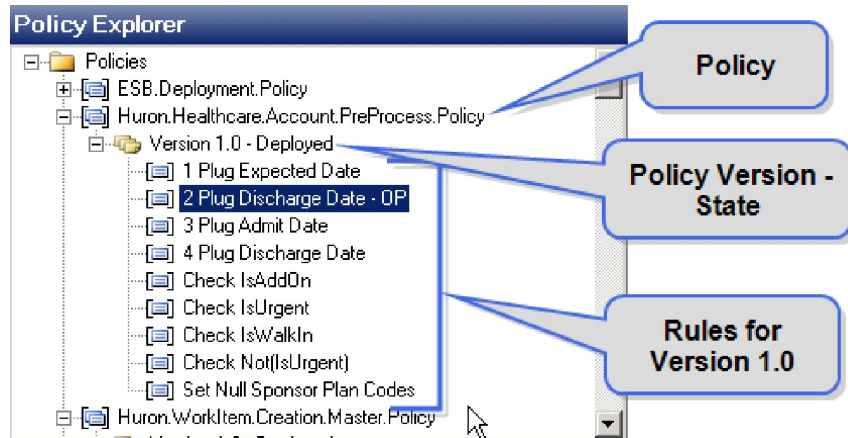 Policy Explorer
Policies
ESB.Deployment.Policy
Huron.Healthcare.Account.PreProcess.Policy
Version 1.0 - Deployed
1 Plug Expected Date
2 Plug Discharge Date - OP
3 Plug Admit Date
4 Plug Discharge Date
Check IsAddOn
Check IsUrgent
Check IsWalkIn
Check Not(IsUrgent)
Set Null Sponsor Plan Codes
Huron.WorkItem.Creation.Master.Policy
Policy
Policy Version -
State
Rules for
Version 1.0